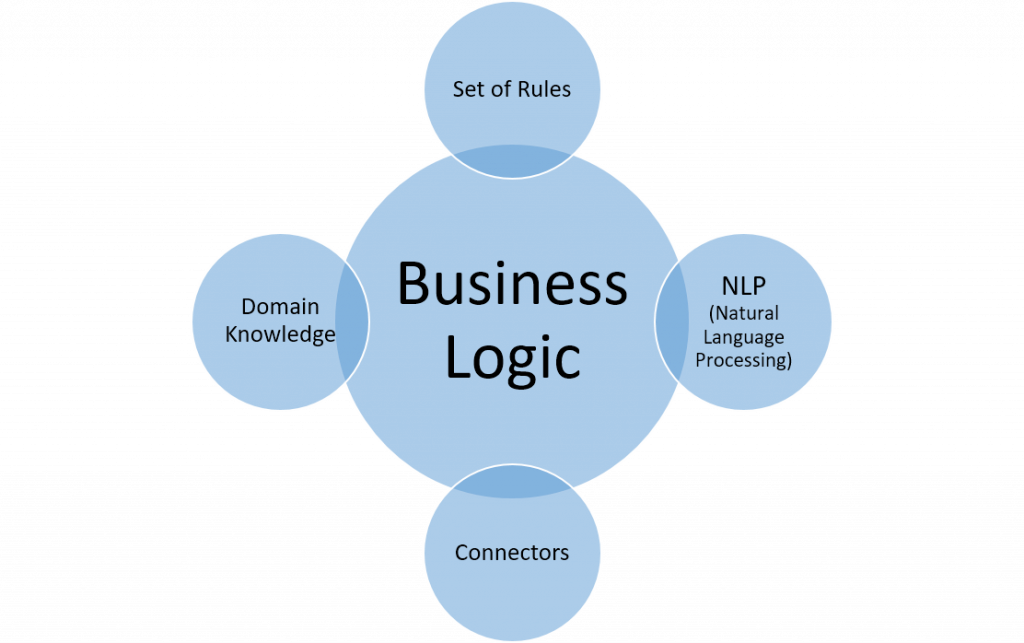 Set of Rules
Domain
Knowledge
Business
Logic
NLP
(Natural
Language
Processing)
Connectors